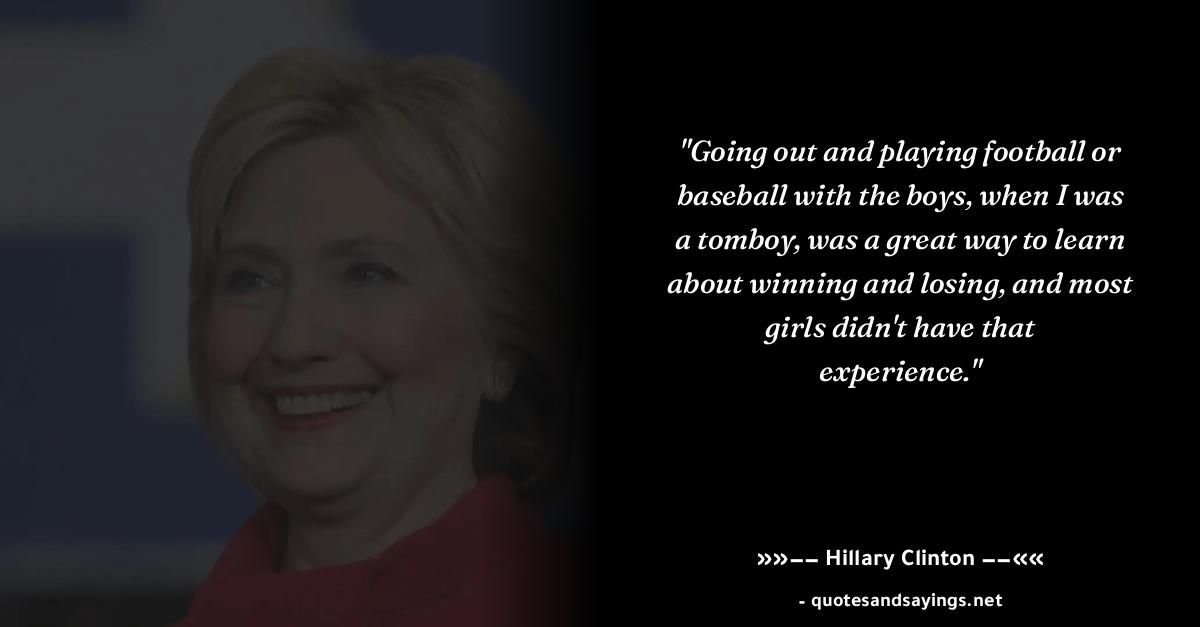 "Going out and playing football or
baseball with the boys, when I was
a tomboy, was a great way to learn
about winning and losing, and most
girls didn't have that
experience."
»»–– Hillary Clinton ––««
- quotesandsayings.net